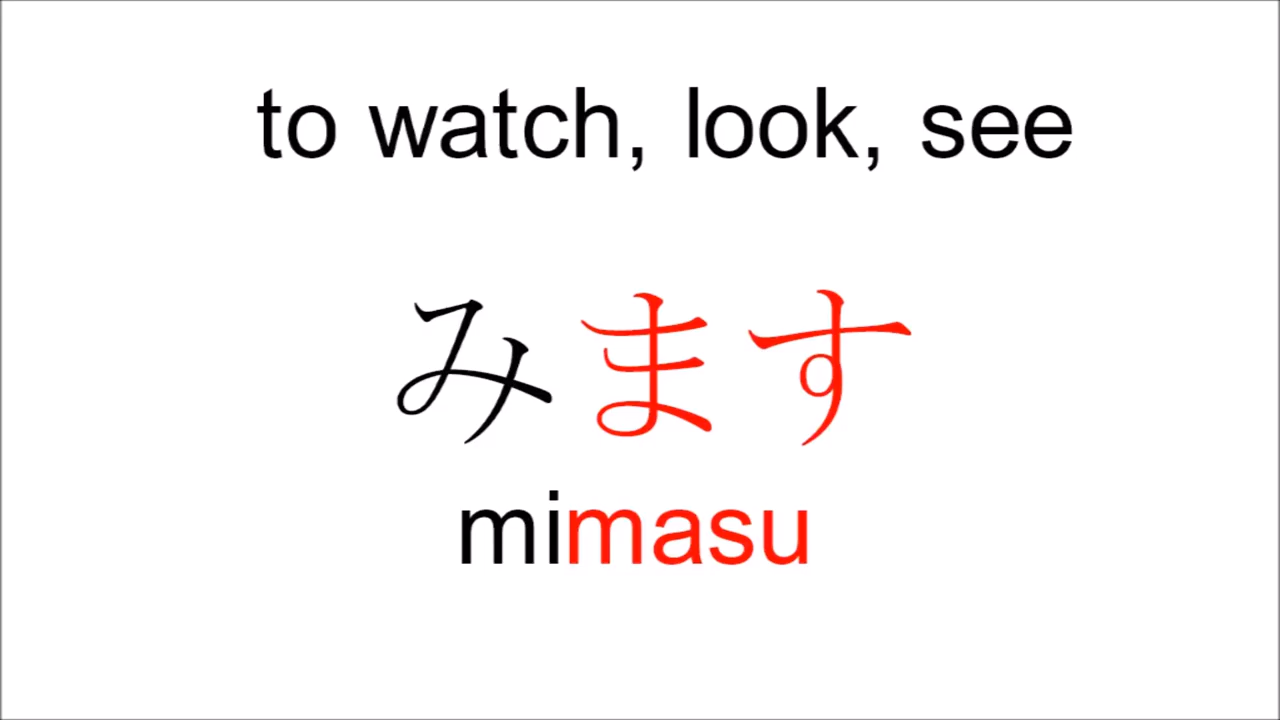 to watch, look, see
みます
mimasu